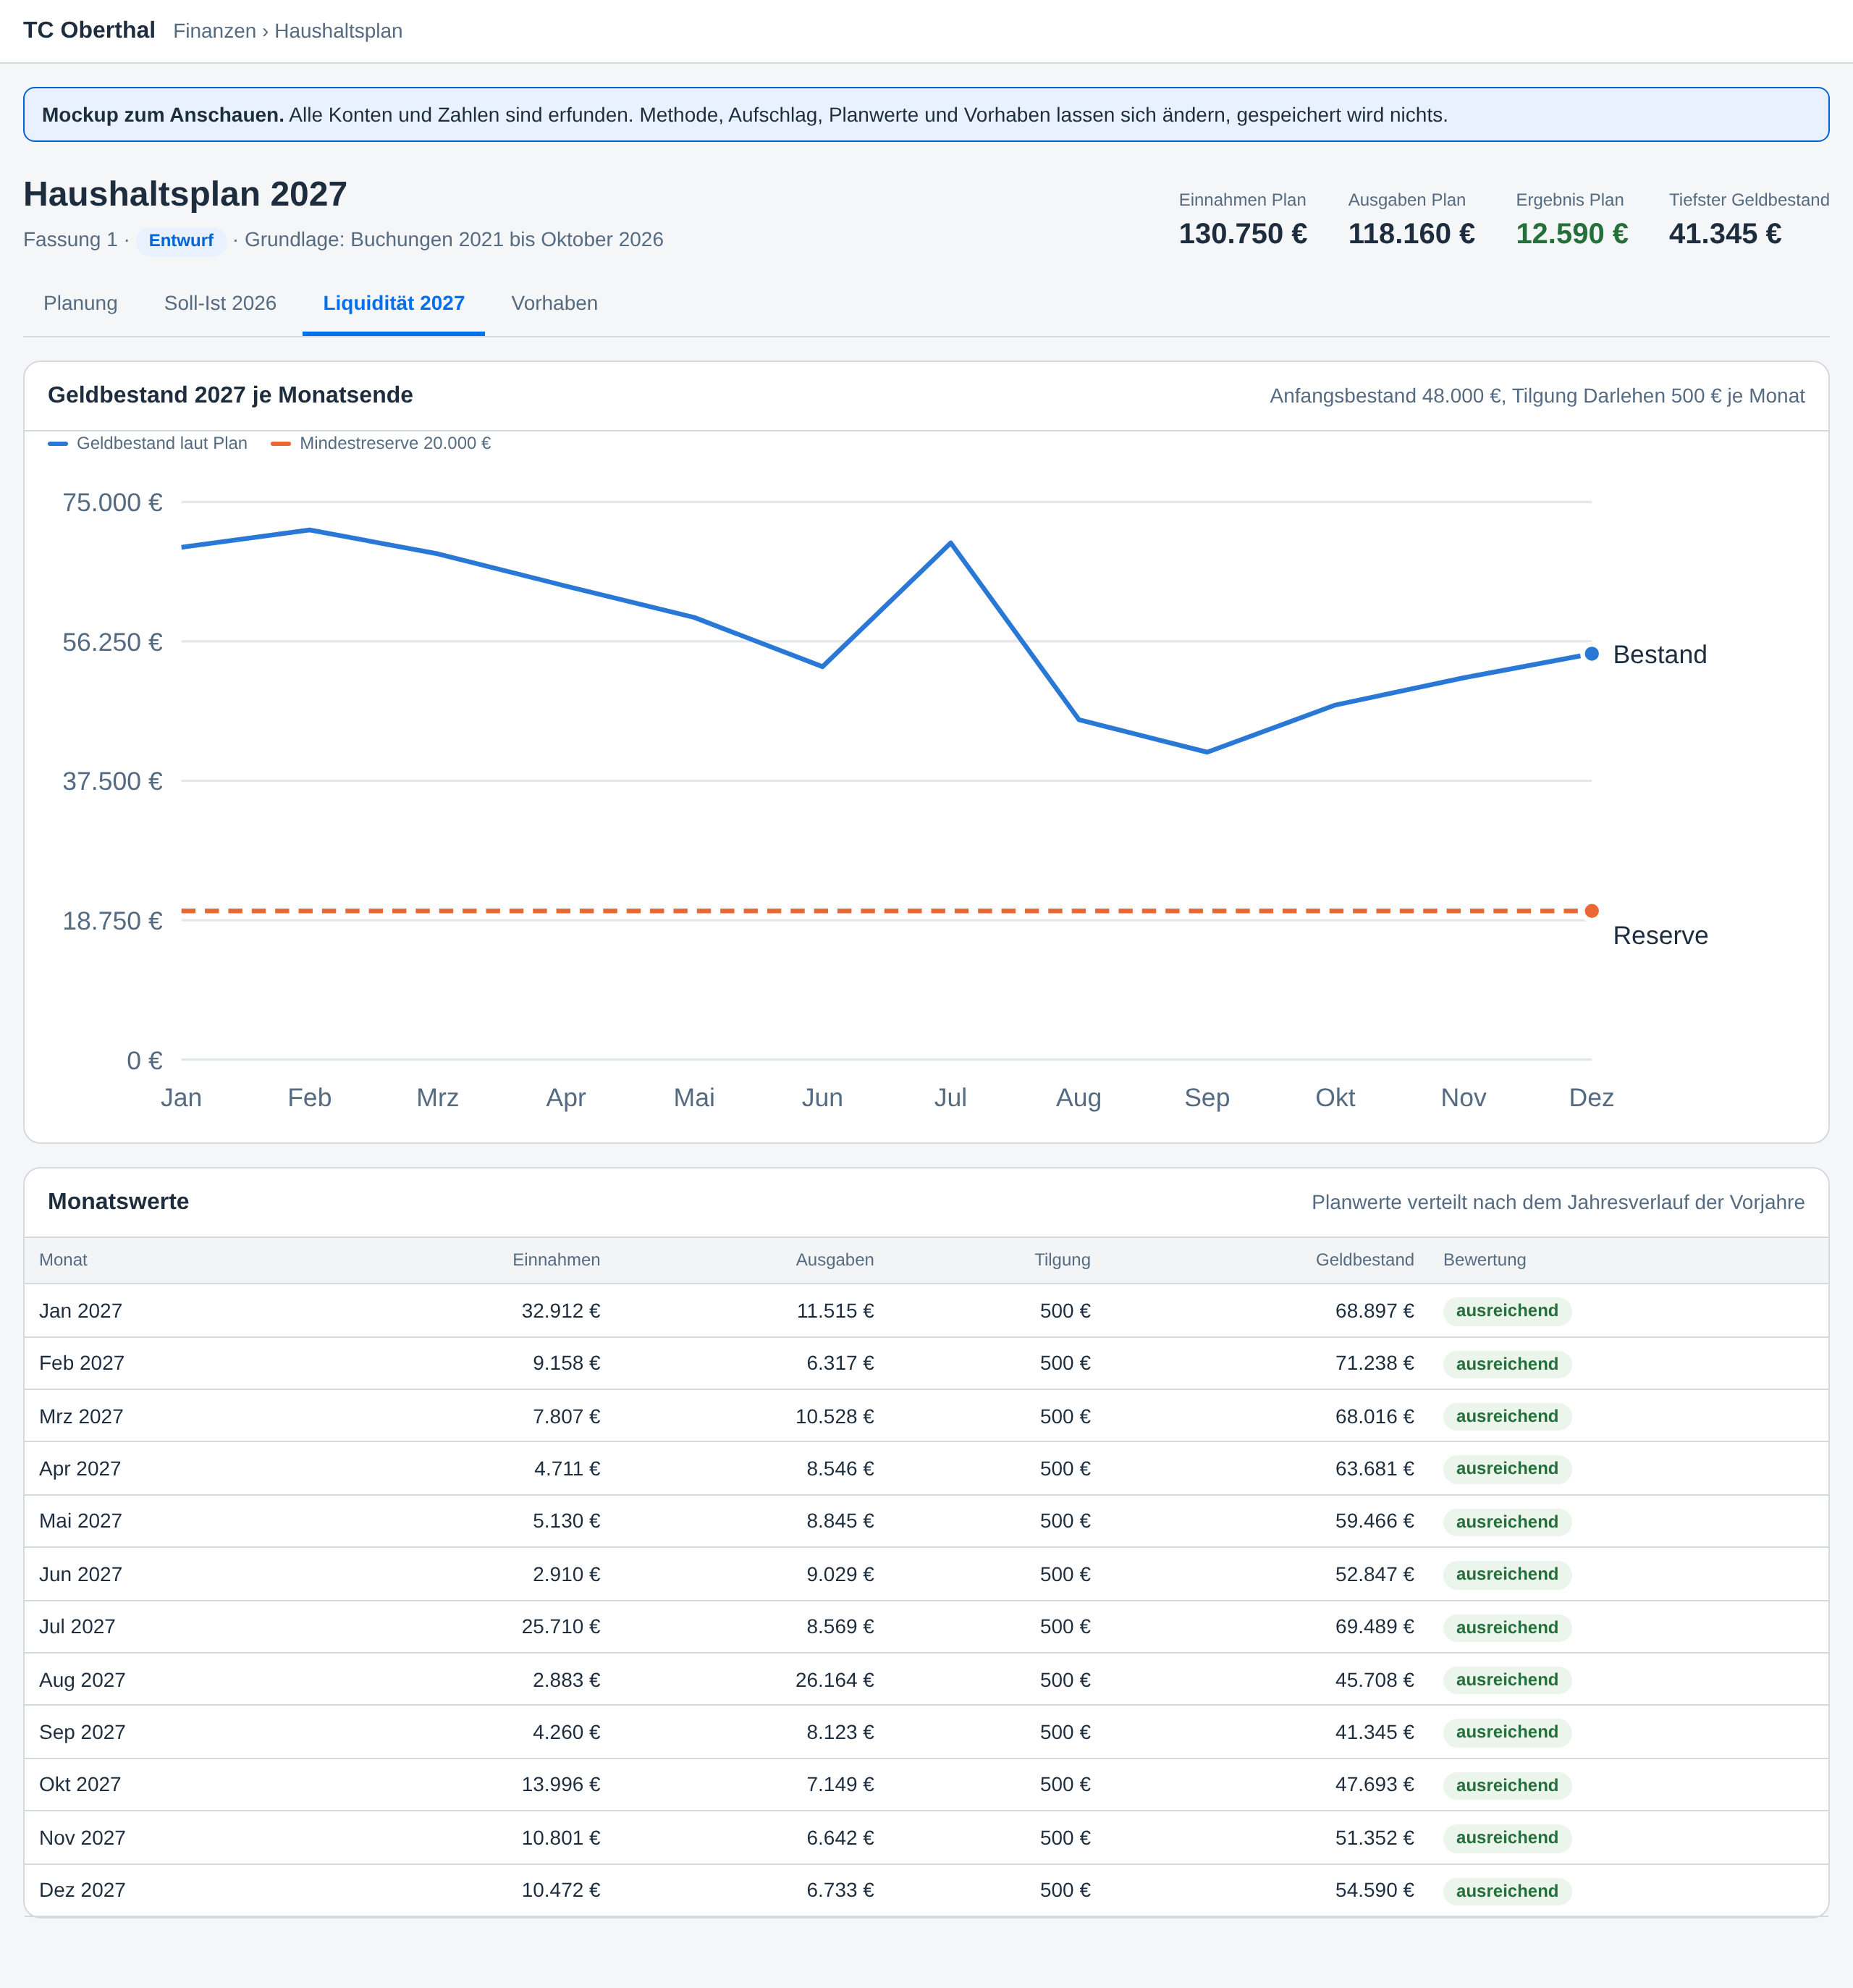 TC Oberthal Finanzen › Haushaltsplan
Mockup zum Anschauen. Alle Konten und Zahlen sind erfunden. Methode, Aufschlag, Planwerte und Vorhaben lassen sich ändern, gespeichert wird nichts.
Haushaltsplan 2027
Fassung 1 · Entwurf · Grundlage: Buchungen 2021 bis Oktober 2026
Einnahmen Plan Ausgaben Plan Ergebnis Plan Tiefster Geldbestand
130.750 € 118.160 € 12.590 € 41.345 €
Planung Soll-Ist 2026 Liquidität 2027 Vorhaben
Geldbestand 2027 je Monatsende Anfangsbestand 48.000 €, Tilgung Darlehen 500 € je Monat
Geldbestand laut Plan Mindestreserve 20.000 €
75.000 €
56.250 €
Bestand
37.500 €
18.750 €
Reserve
0 €
Jan Feb Mrz Apr Mai Jun Jul Aug Sep Okt Nov Dez
Monatswerte Planwerte verteilt nach dem Jahresverlauf der Vorjahre
Monat Einnahmen Ausgaben Tilgung Geldbestand Bewertung
Jan 2027 32.912 € 11.515 € 500 € 68.897 € ausreichend
Feb 2027 9.158 € 6.317 € 500 € 71.238 € ausreichend
Mrz 2027 7.807 € 10.528 € 500 € 68.016 € ausreichend
Apr 2027 4.711 € 8.546 € 500 € 63.681 € ausreichend
Mai 2027 5.130 € 8.845 € 500 € 59.466 € ausreichend
Jun 2027 2.910 € 9.029 € 500 € 52.847 € ausreichend
Jul 2027 25.710 € 8.569 € 500 € 69.489 € ausreichend
Aug 2027 2.883 € 26.164 € 500 € 45.708 € ausreichend
Sep 2027 4.260 € 8.123 € 500 € 41.345 € ausreichend
Okt 2027 13.996 € 7.149 € 500 € 47.693 € ausreichend
Nov 2027 10.801 € 6.642 € 500 € 51.352 € ausreichend
Dez 2027 10.472 € 6.733 € 500 € 54.590 € ausreichend